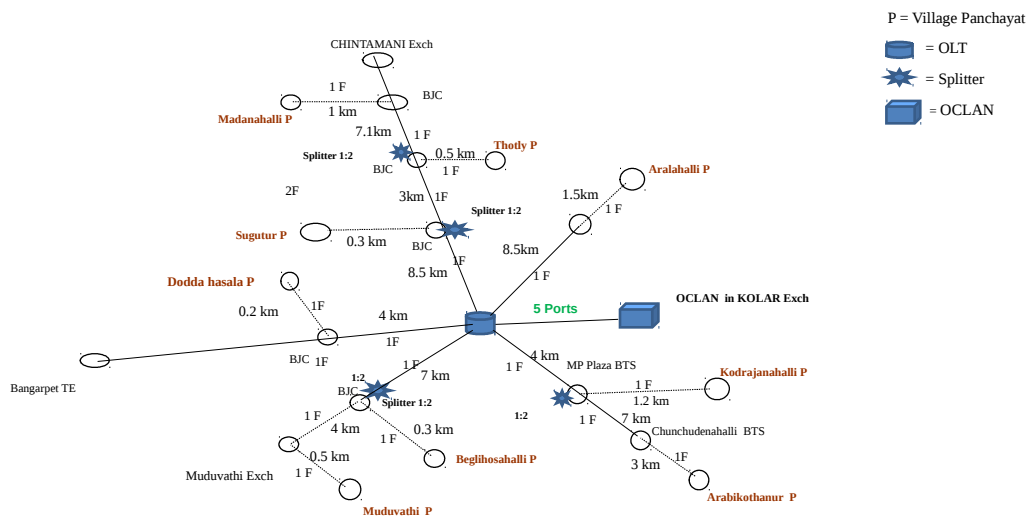 P = Village Panchayat
= OLT
= Splitter
= OCLAN
CHINTAMANI Exch
1 F
BJC
1 km
Madanahalli P
7.1km
1 F
Splitter 1:2
BJC
0.5 km
1 F
Thotly P
2F
3km
1F
Splitter 1:2
Sugutur P
0.3 km
BJC
1F
8.5 km
Aralahalli P
1.5km
1 F
8.5km
1 F
Dodda hasala P
1F
0.2 km
4 km
1F
BJC
1F
Bangarpet TE
5 Ports
OCLAN in KOLAR Exch
1 F
7 km
1:2
BJC
Splitter 1:2
1 F
4 km
0.3 km
1 F
Beglihosahalli P
0.5 km
1 F
Muduvathi Exch
Muduvathi P
4 km
1 F
MP Plaza BTS
Kodrajanahalli P
1 F
1.2 km
1:2
1 F
7 km
Chunchudenahalli BTS
1F
3 km
Arabikothanur P